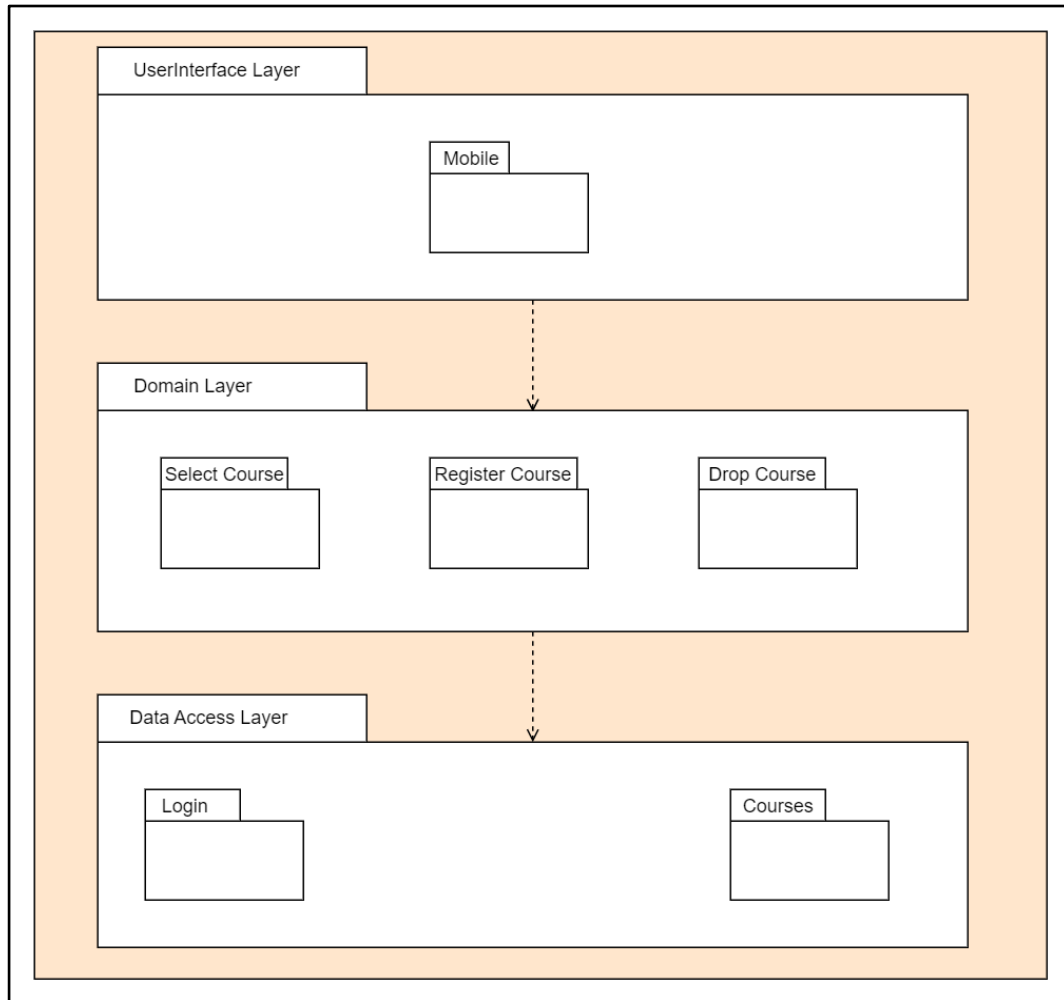 UserInterface Layer
Mobile
Domain Layer
Select Course
Register Course
Drop Course
Data Access Layer
Login
Courses